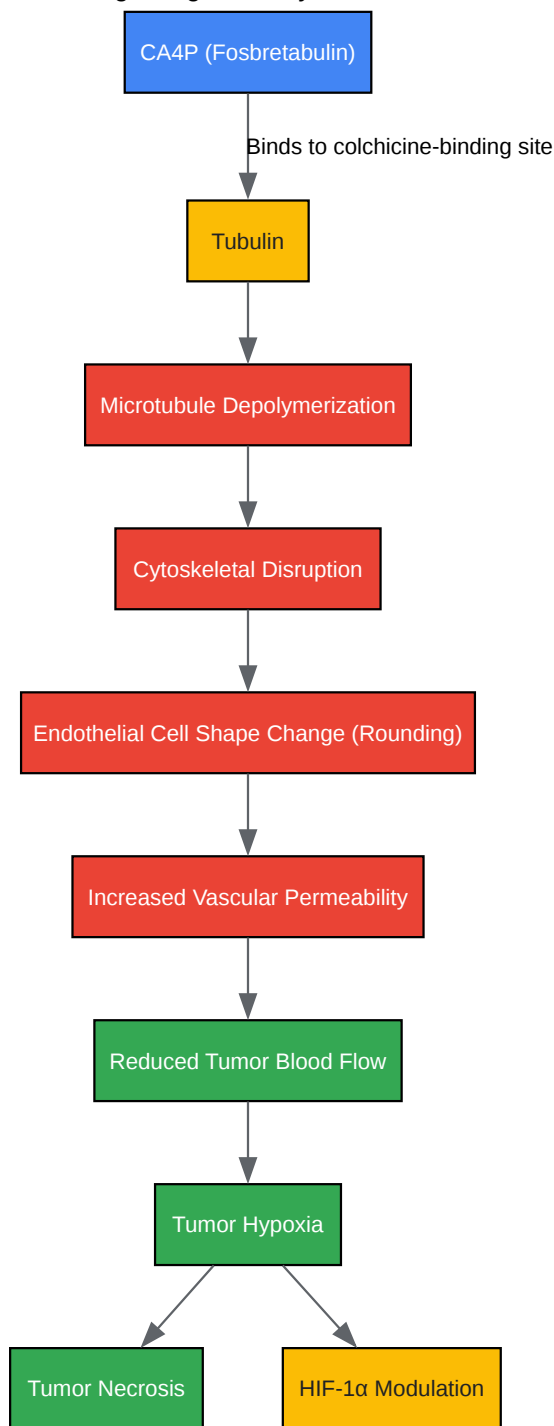 CA4P (Fosbretabulin)
Binds to colchicine-binding site
Tubulin
Microtubule Depolymerization
Cytoskeletal Disruption
Endothelial Cell Shape Change (Rounding)
Increased Vascular Permeability
Reduced Tumor Blood Flow
Tumor Hypoxia
Tumor Necrosis
HIF-1α Modulation